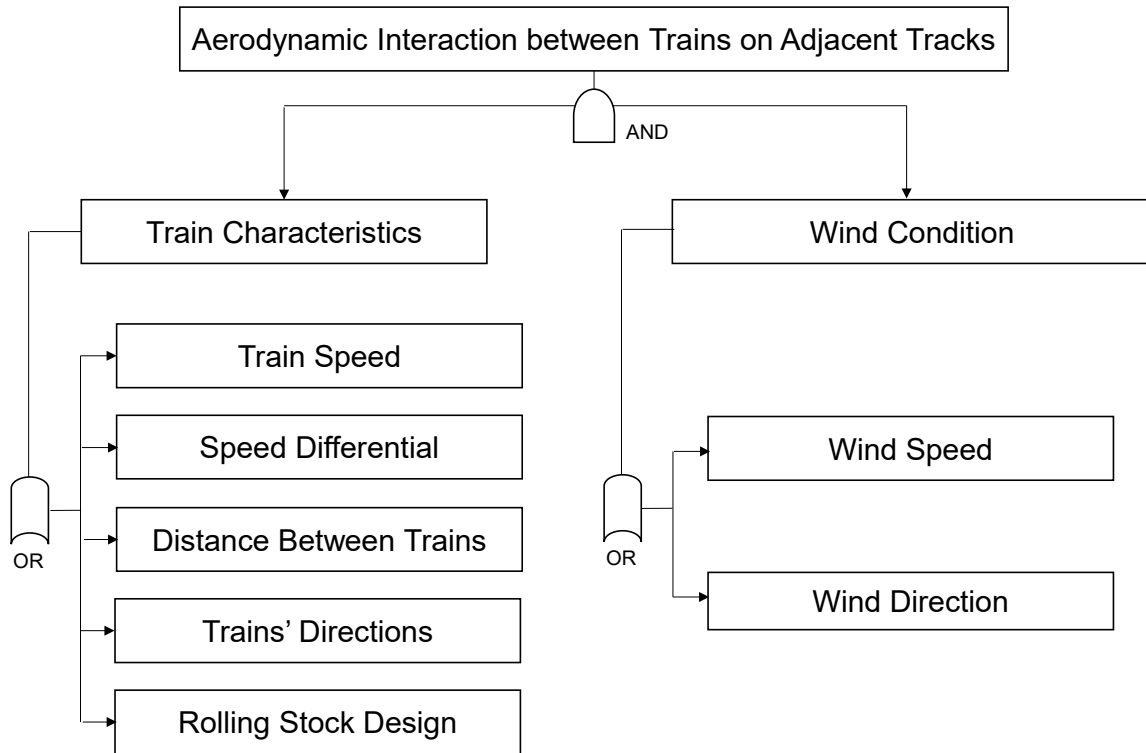 Aerodynamic Interaction between Trains on Adjacent Tracks
AND
Train Characteristics
Wind Condition
Train Speed
Speed Differential
Distance Between Trains
Trains’ Directions
Rolling Stock Design
OR
Wind Speed
Wind Direction
OR